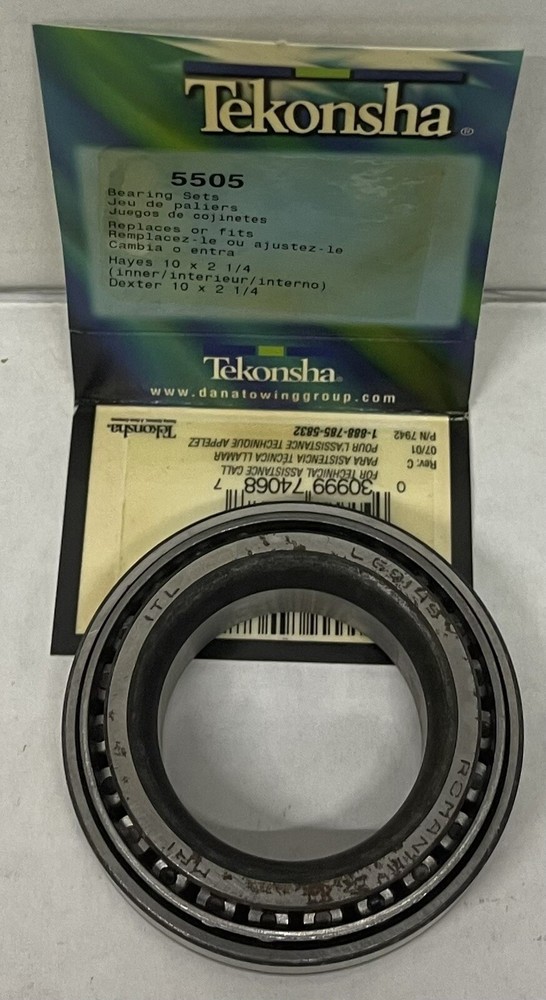 Tekonsha®
5505
Bearing Sets
Jeu de paliers
Juegos de cojinetes
Replaces or fits
Remplacez-le ou ajustez-le
Cambia o entra
Hayes 10 x 2 1/4
(inner/interieur/interno)
Dexter 10 x 2 1/4
Tekonsha®
www.danatowinggroup.com
Tekonsha
P/N 7942
07/01
Rev: C
1-888-785-5832
POUR L'ASSISTANCE TECHNIQUE APPELEZ
PARA ASISTENCIA TÉCNICA LLAMAR
FOR TECHNICAL ASSISTANCE CALL
0 30999 74068 7
ITL